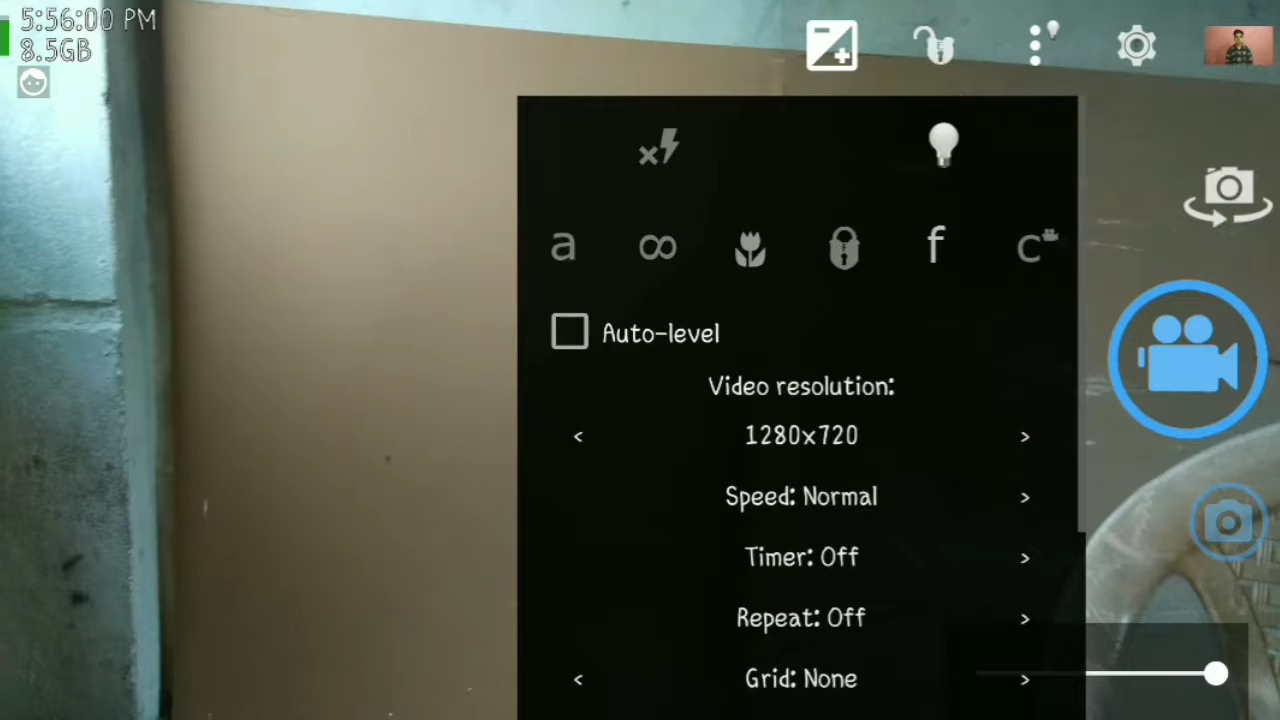 5:56:00 PM
8.5GB
a ∞ f c
Auto-level
Video resolution:
< 1280x720 >
Speed: Normal >
Timer: Off >
Repeat: Off >
< Grid: None >